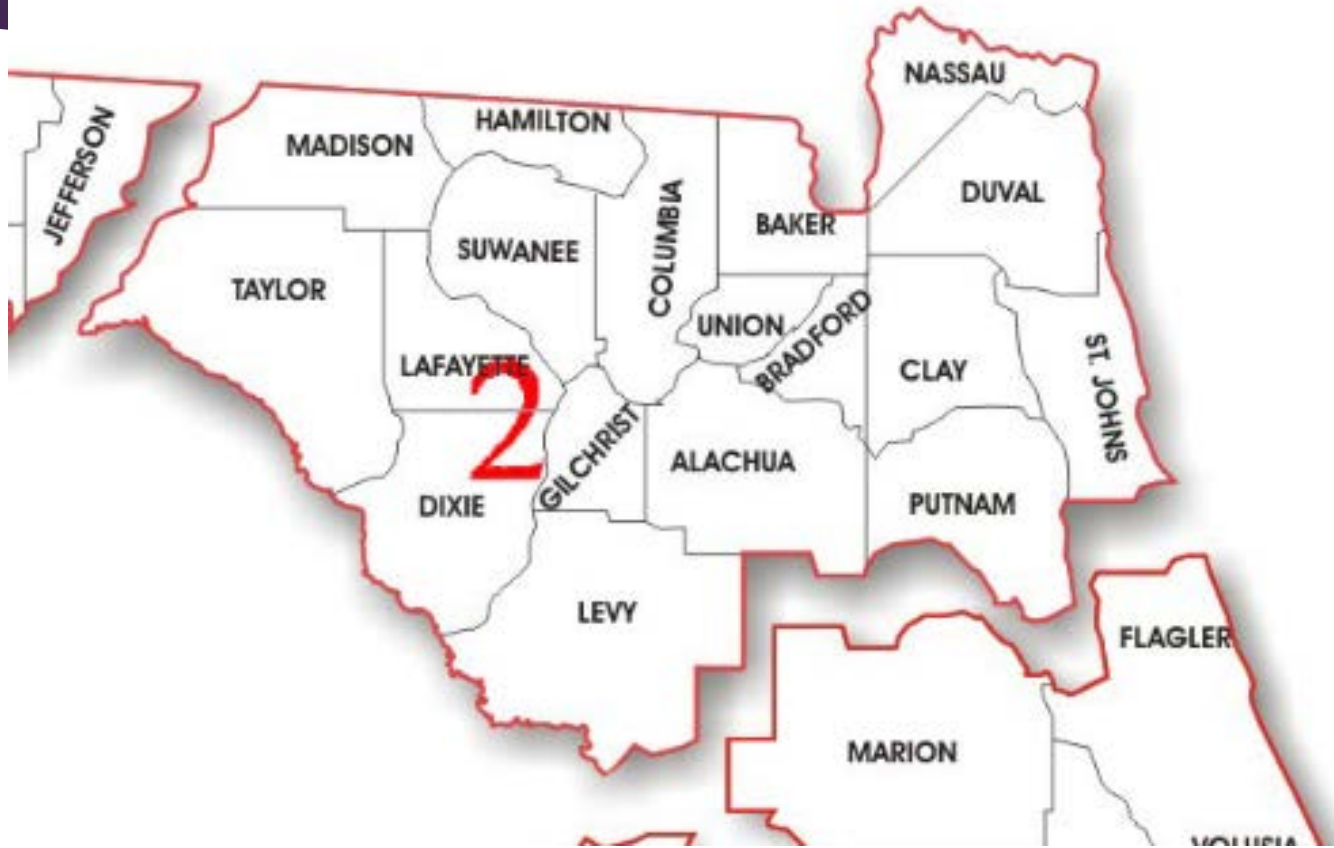 NASSAU
JEFFERSON
MADISON
HAMILTON
COLUMBIA
BAKER
DUVAL
TAYLOR
SUWANEE
UNION
BRADFORD
CLAY
ST. JOHNS
LAFAYETTE
2
DIXIE
GILCHRIST
ALACHUA
PUTNAM
LEVY
FLAGLER
MARION
VOLUSIA